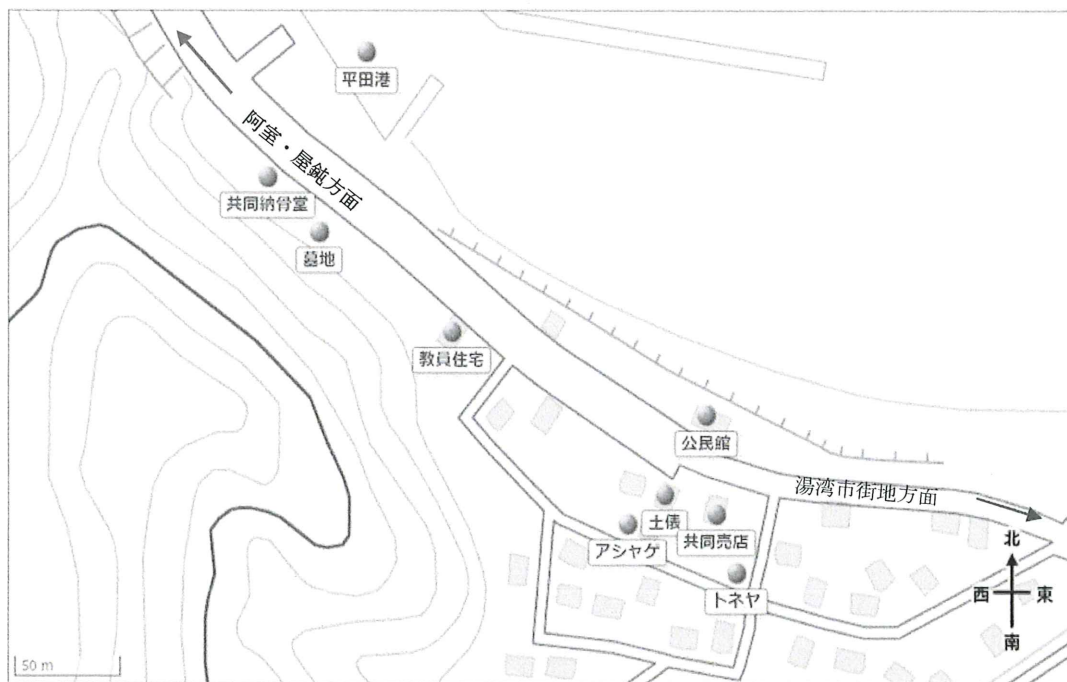 平田港
阿室・屋鈍方面
共同納骨堂
墓地
教員住宅
公民館
湯湾市街地方面
土俵
共同売店
アシャゲ
トネヤ
北
西
東
南
50 m